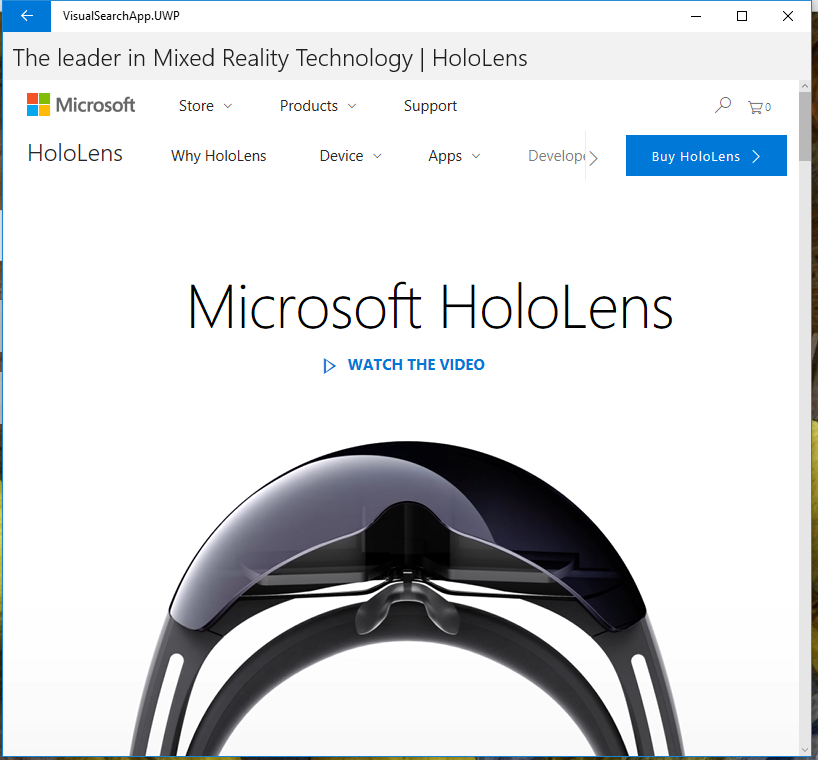 VisualSearchApp.UWP
The leader in Mixed Reality Technology | HoloLens
Microsoft Store Products Support 0
HoloLens Why HoloLens Device Apps Develope Buy HoloLens
Microsoft HoloLens
WATCH THE VIDEO